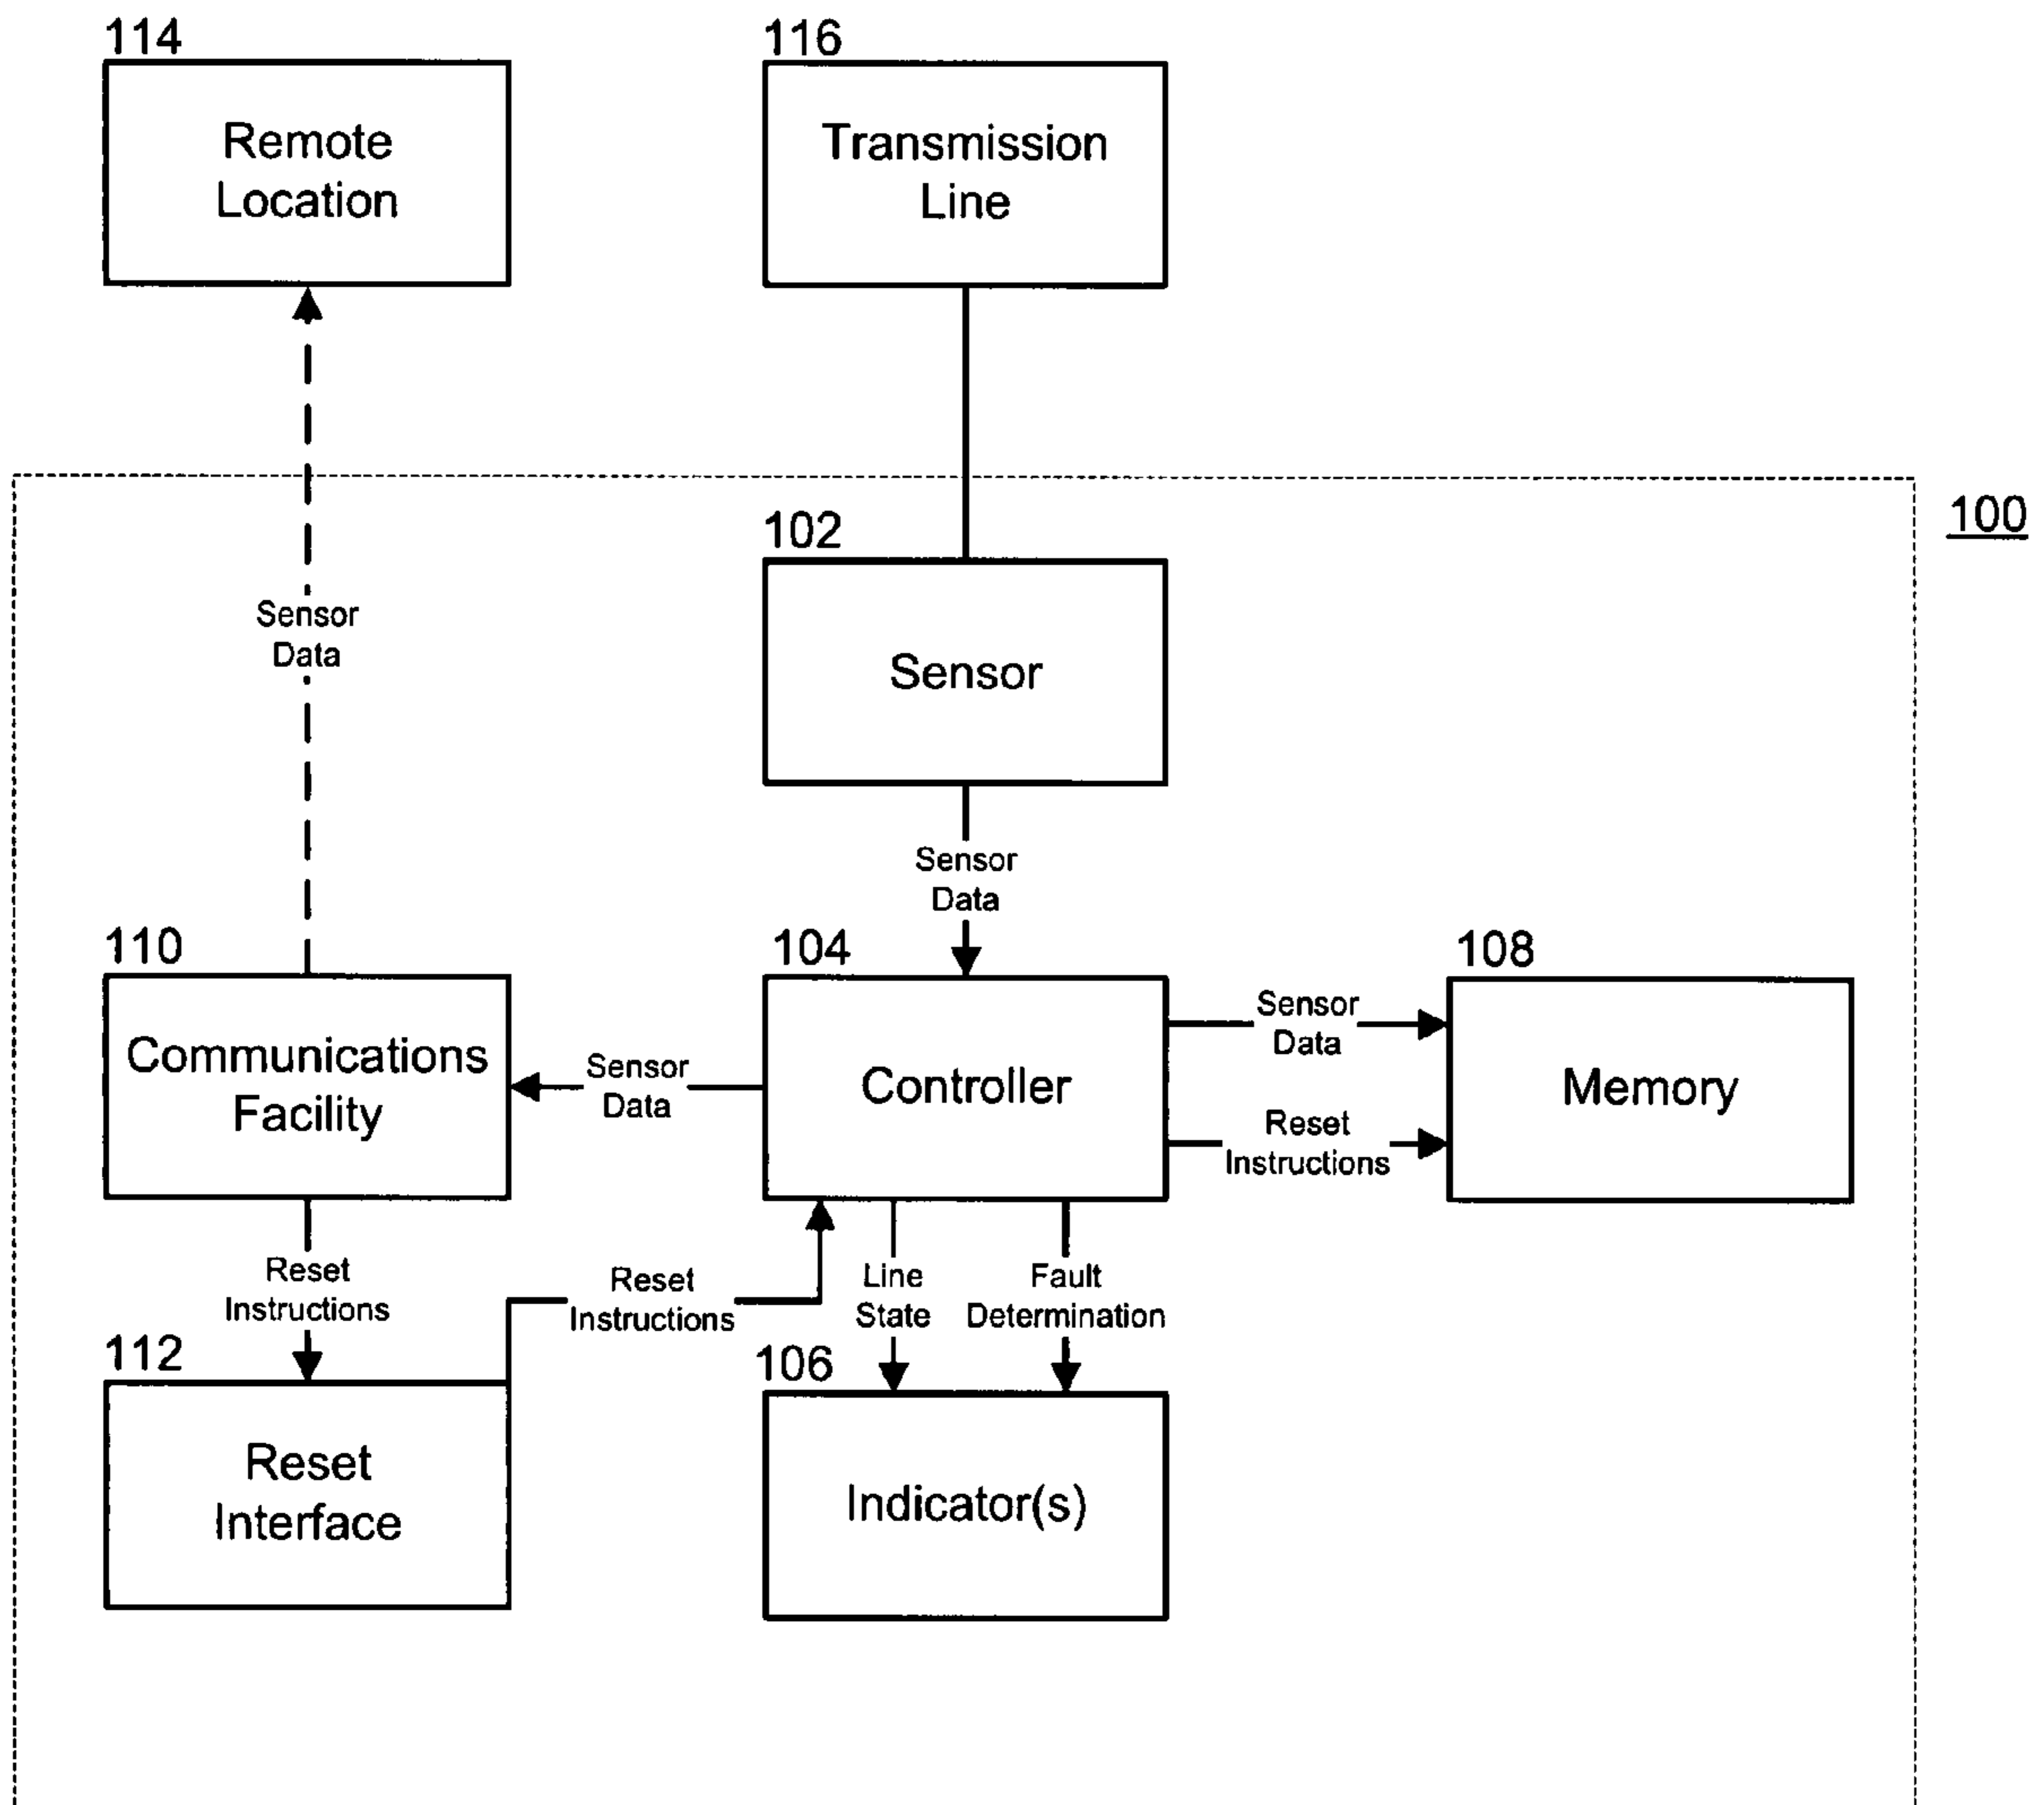 114
Remote
Location
116
Transmission
Line
100
102
Sensor
Sensor
Data
Sensor
Data
110
Communications
Facility
Sensor
Data
104
Controller
Sensor
Data
Reset
Instructions
108
Memory
Reset
Instructions
Reset
Instructions
Line
State
Fault
Determination
112
Reset
Interface
106
Indicator(s)